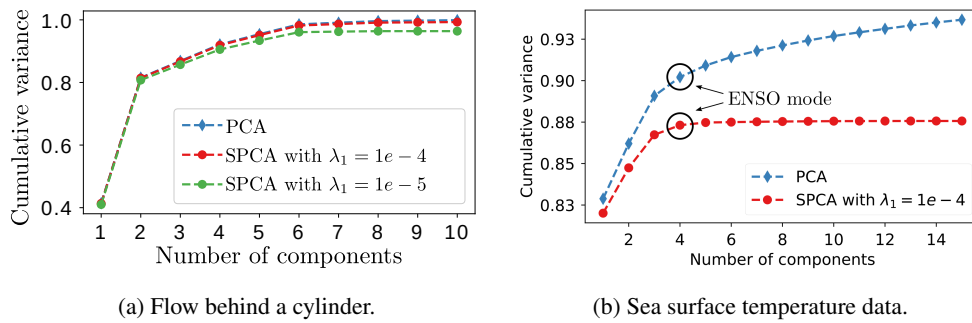 Cumulative variance
1.0
0.8
0.6
0.4
PCA
SPCA with λ₁ = 1e − 4
SPCA with λ₁ = 1e − 5
1 2 3 4 5 6 7 8 9 10
Number of components
(a) Flow behind a cylinder.
Cumulative variance
0.93
0.90
0.88
0.85
0.83
ENSO mode
PCA
SPCA with λ₁ = 1e − 4
2 4 6 8 10 12 14
Number of components
(b) Sea surface temperature data.